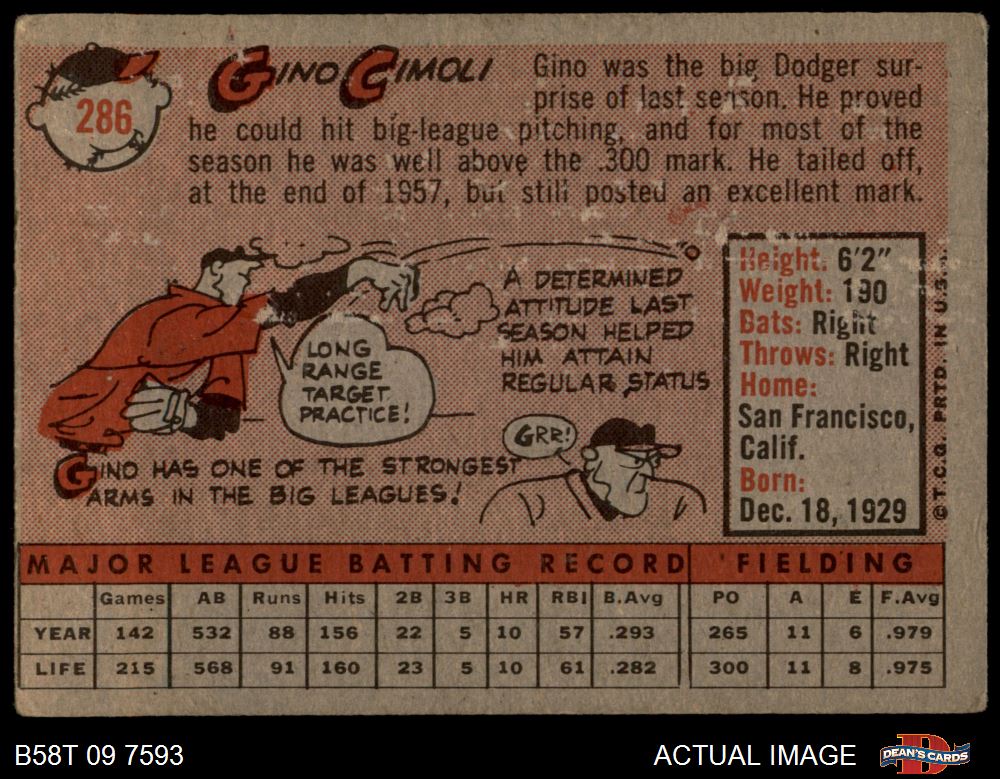 286
GINO CIMOLI
Gino was the big Dodger sur-
prise of last season. He proved
he could hit big-league pitching, and for most of the
season he was well above the .300 mark. He tailed off,
at the end of 1957, but still posted an excellent mark.
A DETERMINED
ATTITUDE LAST
SEASON HELPED
HIM ATTAIN
REGULAR STATUS
LONG
RANGE
TARGET
PRACTICE!
GRR!
GINO HAS ONE OF THE STRONGEST
ARMS IN THE BIG LEAGUES!
Height: 6'2"
Weight: 190
Bats: Right
Throws: Right
Home:
San Francisco,
Calif.
Born:
Dec. 18, 1929
© T.C.G. PRTD. IN U.S.A.
MAJOR LEAGUE BATTING RECORD FIELDING
Games AB Runs Hits 2B 3B HR RBI B.Avg PO A E F.Avg
YEAR 142 532 88 156 22 5 10 57 .293 265 11 6 .979
LIFE 215 568 91 160 23 5 10 61 .282 300 11 8 .975
B58T 09 7593
ACTUAL IMAGE
DEAN'S CARDS